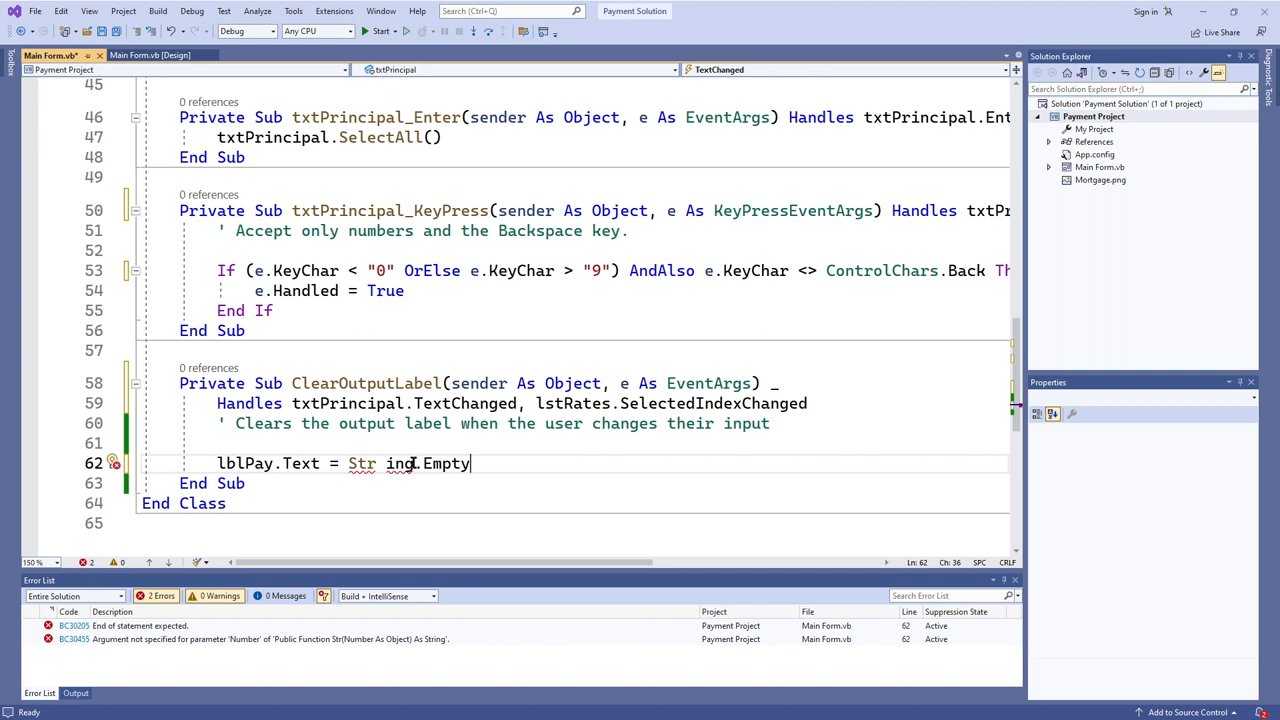 File Edit View Project Build Debug Test Analyze Tools Extensions Window Help Search (Ctrl+Q) Payment Solution Sign in
Debug Any CPU Start Live Share
Toolbox
Main Form.vb* Main Form.vb [Design]
Payment Project txtPrincipal TextChanged
45
0 references
46 Private Sub txtPrincipal_Enter(sender As Object, e As EventArgs) Handles txtPrincipal.Ent
47 txtPrincipal.SelectAll()
48 End Sub
49
0 references
50 Private Sub txtPrincipal_KeyPress(sender As Object, e As KeyPressEventArgs) Handles txtPr
51 ' Accept only numbers and the Backspace key.
52
53 If (e.KeyChar < "0" OrElse e.KeyChar > "9") AndAlso e.KeyChar <> ControlChars.Back Th
54 e.Handled = True
55 End If
56 End Sub
57
0 references
58 Private Sub ClearOutputLabel(sender As Object, e As EventArgs) _
59 Handles txtPrincipal.TextChanged, lstRates.SelectedIndexChanged
60 ' Clears the output label when the user changes their input
61
62 lblPay.Text = Str ing.Empty
63 End Sub
64 End Class
65
150 % 2 0 Ln: 62 Ch: 36 SPC CRLF
Error List
Entire Solution 2 Errors 0 Warnings 0 Messages Build + IntelliSense Search Error List
Code Description Project File Line Suppression State
BC30205 End of statement expected. Payment Project Main Form.vb 62 Active
BC30455 Argument not specified for parameter 'Number' of 'Public Function Str(Number As Object) As String'. Payment Project Main Form.vb 62 Active
Error List Output
Solution Explorer
Search Solution Explorer (Ctrl+;)
Solution 'Payment Solution' (1 of 1 project)
Payment Project
My Project
References
App.config
Main Form.vb
Mortgage.png
Properties
Diagnostic Tools
Ready Add to Source Control 2